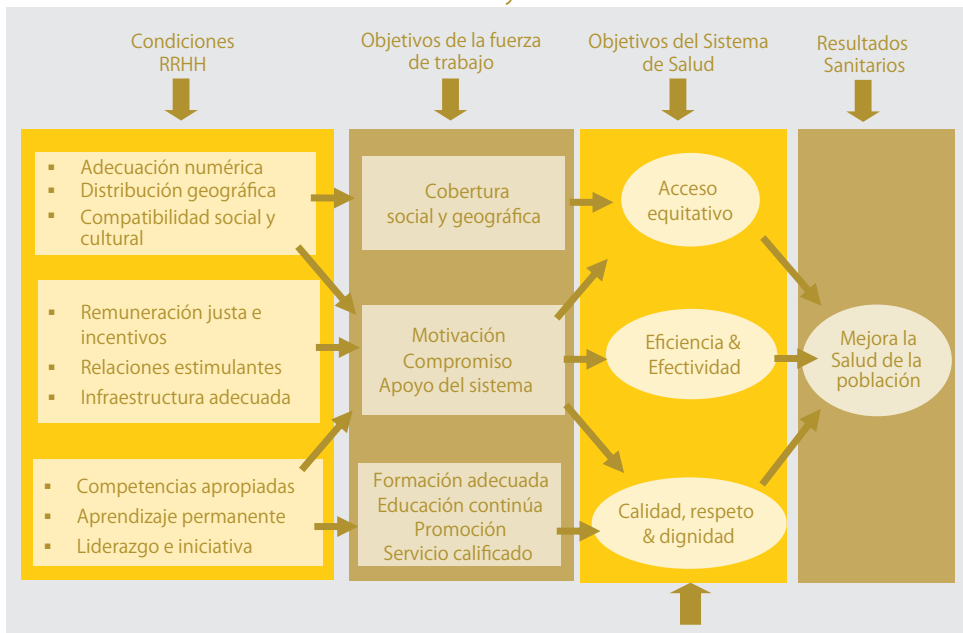 Condiciones
RRHH
Objetivos de la fuerza
de trabajo
Objetivos del Sistema
de Salud
Resultados
Sanitarios
▪ Adecuación numérica
▪ Distribución geográfica
▪ Compatibilidad social y
cultural
▪ Remuneración justa e
incentivos
▪ Relaciones estimulantes
▪ Infraestructura adecuada
▪ Competencias apropiadas
▪ Aprendizaje permanente
▪ Liderazgo e iniciativa
Cobertura
social y geográfica
Motivación
Compromiso
Apoyo del sistema
Formación adecuada
Educación continúa
Promoción
Servicio calificado
Acceso
equitativo
Eficiencia &
Efectividad
Calidad, respeto
& dignidad
Mejora la
Salud de la
población